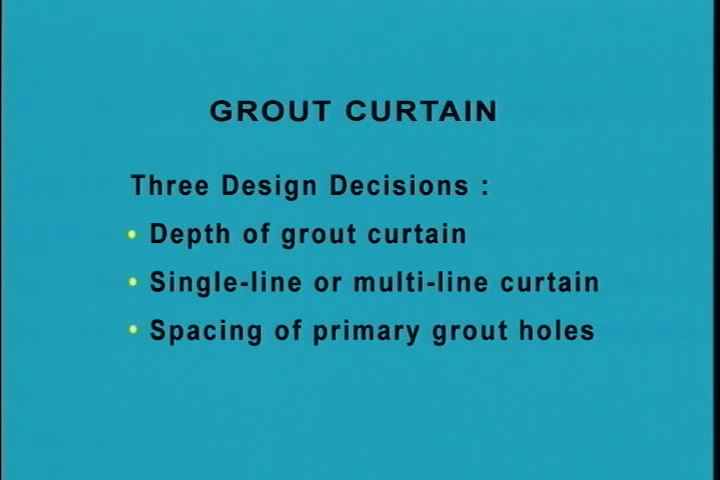 GROUT CURTAIN
Three Design Decisions :
• Depth of grout curtain
• Single-line or multi-line curtain
• Spacing of primary grout holes